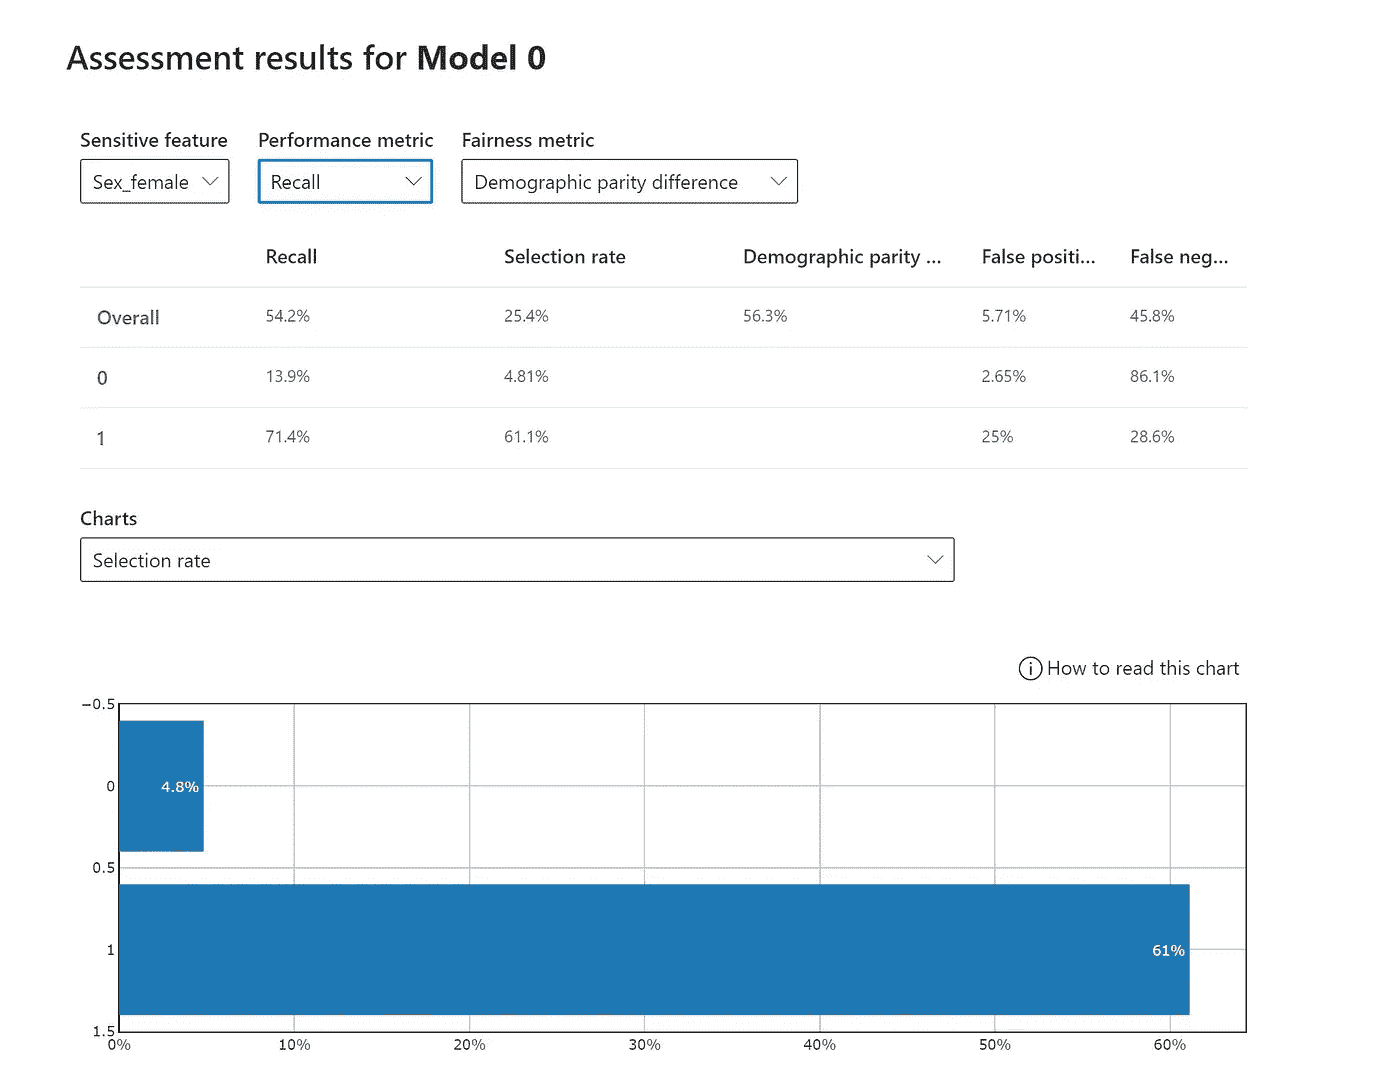 Assessment results for Model 0
Sensitive feature Performance metric Fairness metric
Sex_female Recall Demographic parity difference
Recall Selection rate Demographic parity ... False positi... False neg...
Overall 54.2% 25.4% 56.3% 5.71% 45.8%
0 13.9% 4.81% 2.65% 86.1%
1 71.4% 61.1% 25% 28.6%
Charts
Selection rate
How to read this chart
−0.5
0 4.8%
0.5
1 61%
1.5
0% 10% 20% 30% 40% 50% 60%